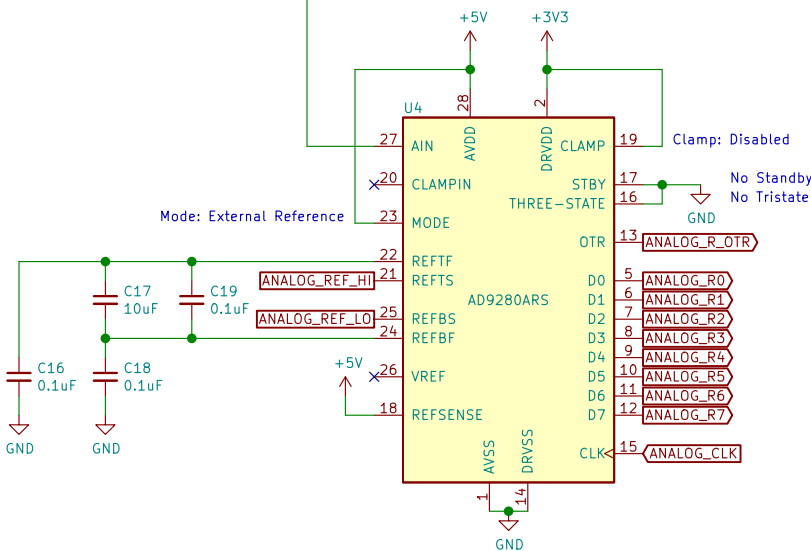 +5V
+3V3
U4
28
2
27
AIN
AVDD
DRVDD
CLAMP
19
Clamp: Disabled
20
CLAMPIN
STBY
17
No Standby
THREE-STATE
16
No Tristate
GND
Mode: External Reference
23
MODE
OTR
13
ANALOG_R_OTR
22
REFTF
ANALOG_REF_HI
21
REFTS
D0
5
ANALOG_R0
C17
10uF
C19
0.1uF
AD9280ARS
D1
6
ANALOG_R1
ANALOG_REF_LO
25
REFBS
D2
7
ANALOG_R2
24
REFBF
D3
8
ANALOG_R3
D4
9
ANALOG_R4
C16
0.1uF
C18
0.1uF
+5V
26
VREF
D5
10
ANALOG_R5
D6
11
ANALOG_R6
18
REFSENSE
D7
12
ANALOG_R7
GND
GND
AVSS
DRVSS
CLK
15
ANALOG_CLK
1
14
GND